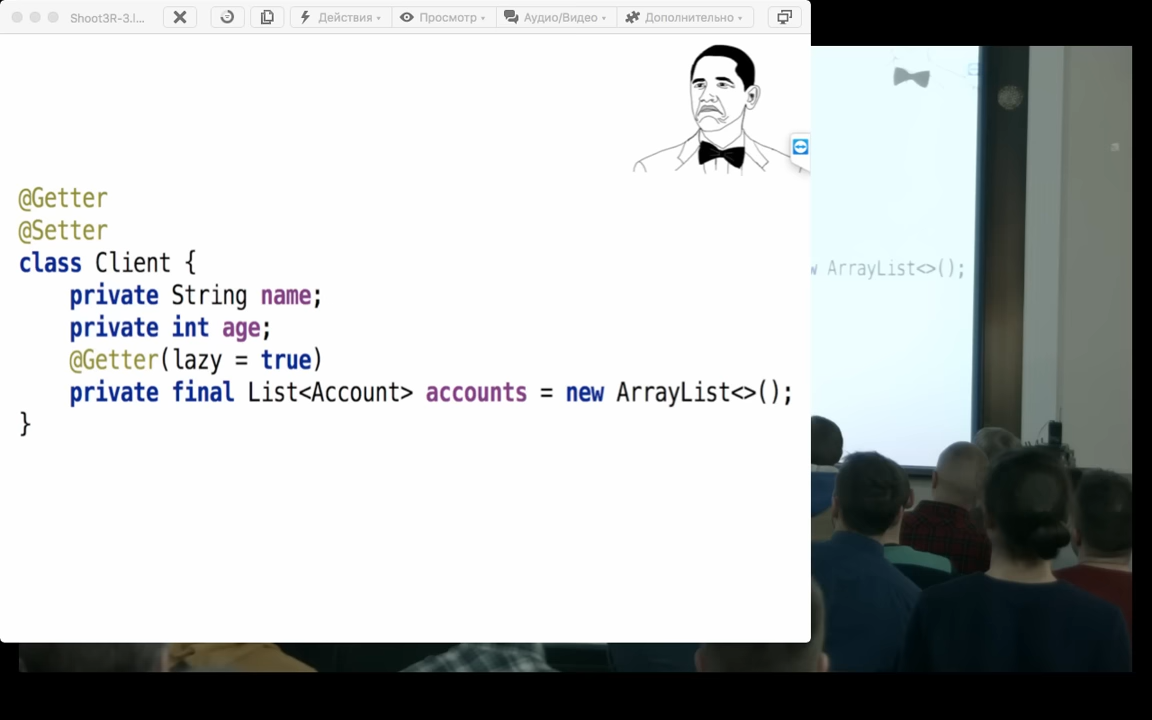 Shoot3R-3.l...
Действия
Просмотр
Аудио/Видео
Дополнительно
@Getter
@Setter
class Client {
    private String name;
    private int age;
    @Getter(lazy = true)
    private final List<Account> accounts = new ArrayList<>();
}
ArrayList<>();